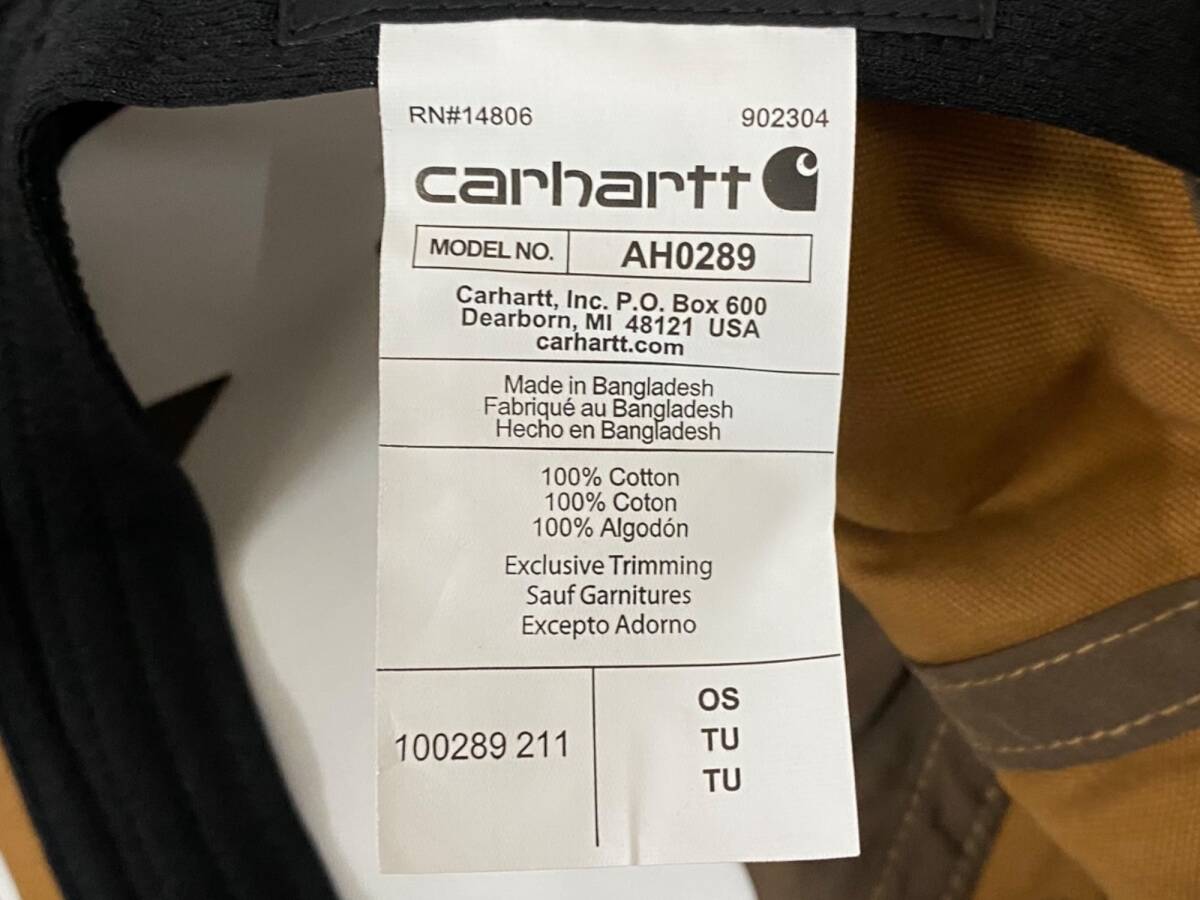 RN#14806 902304
carhartt
MODEL NO. AH0289
Carhartt, Inc. P.O. Box 600
Dearborn, MI 48121 USA
carhartt.com
Made in Bangladesh
Fabriqué au Bangladesh
Hecho en Bangladesh
100% Cotton
100% Coton
100% Algodón
Exclusive Trimming
Sauf Garnitures
Excepto Adorno
100289 211
OS
TU
TU